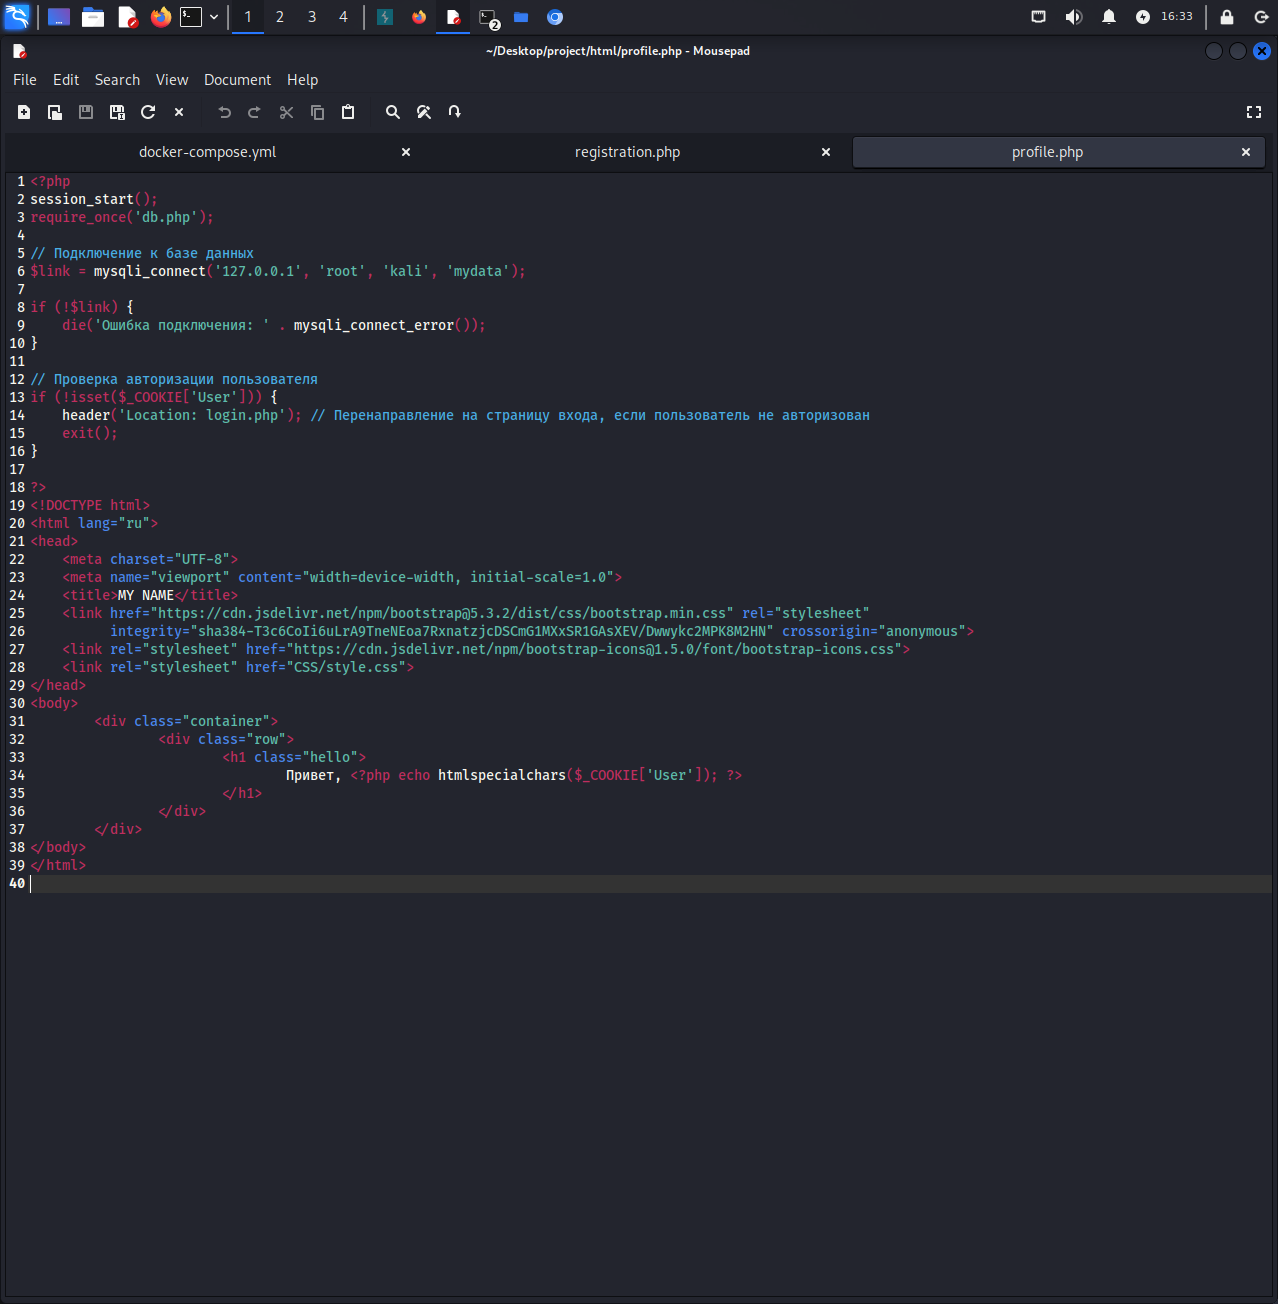 1 2 3 4 2 16:33
~/Desktop/project/html/profile.php - Mousepad
File Edit Search View Document Help
docker-compose.yml registration.php profile.php
1 <?php
2 session_start();
3 require_once('db.php');
4
5 // Подключение к базе данных
6 $link = mysqli_connect('127.0.0.1', 'root', 'kali', 'mydata');
7
8 if (!$link) {
9     die('Ошибка подключения: ' . mysqli_connect_error());
10 }
11
12 // Проверка авторизации пользователя
13 if (!isset($_COOKIE['User'])) {
14     header('Location: login.php'); // Перенаправление на страницу входа, если пользователь не авторизован
15     exit();
16 }
17
18 ?>
19 <!DOCTYPE html>
20 <html lang="ru">
21 <head>
22     <meta charset="UTF-8">
23     <meta name="viewport" content="width=device-width, initial-scale=1.0">
24     <title>MY NAME</title>
25     <link href="https://cdn.jsdelivr.net/npm/bootstrap@5.3.2/dist/css/bootstrap.min.css" rel="stylesheet"
26           integrity="sha384-T3c6CoIi6uLrA9TneNEoa7RxnatzjcDSCmG1MXxSR1GAsXEV/Dwwykc2MPK8M2HN" crossorigin="anonymous">
27     <link rel="stylesheet" href="https://cdn.jsdelivr.net/npm/bootstrap-icons@1.5.0/font/bootstrap-icons.css">
28     <link rel="stylesheet" href="CSS/style.css">
29 </head>
30 <body>
31         <div class="container">
32                 <div class="row">
33                         <h1 class="hello">
34                                 Привет, <?php echo htmlspecialchars($_COOKIE['User']); ?>
35                         </h1>
36                 </div>
37         </div>
38 </body>
39 </html>
40